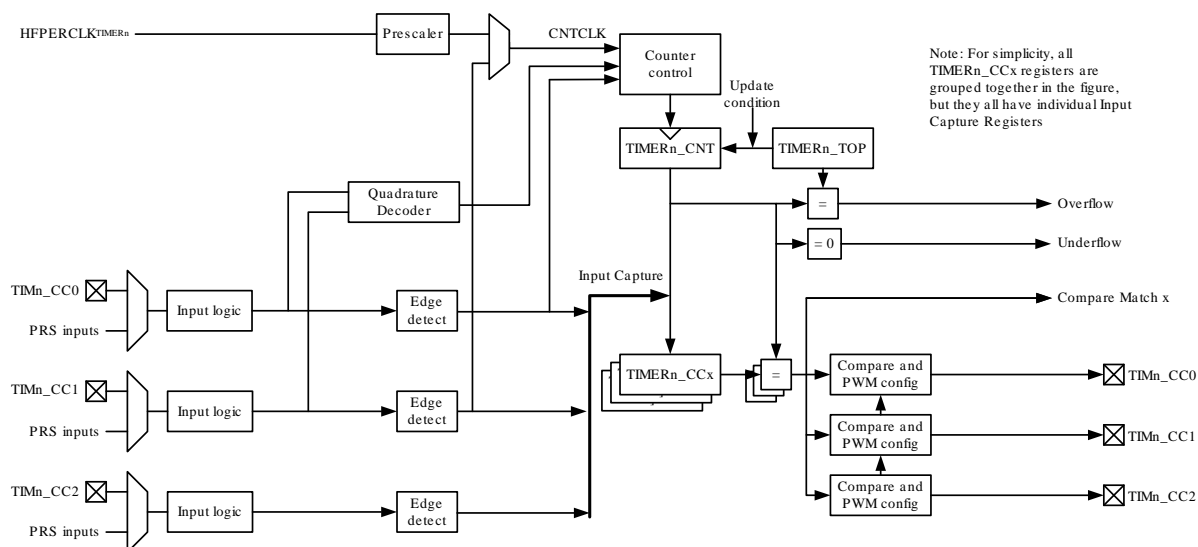 HFPERCLKTIMERn
Prescaler
CNTCLK
Counter
control
Note: For simplicity, all
TIMERn_CCx registers are
grouped together in the figure,
but they all have individual Input
Capture Registers
Update
condition
TIMERn_CNT
TIMERn_TOP
Quadrature
Decoder
=
Overflow
= 0
Underflow
Input Capture
TIMn_CC0
PRS inputs
Input logic
Edge
detect
Compare Match x
TIMERn_CCx
=
Compare and
PWM config
TIMn_CC0
TIMn_CC1
PRS inputs
Input logic
Edge
detect
Compare and
PWM config
TIMn_CC1
TIMn_CC2
PRS inputs
Input logic
Edge
detect
Compare and
PWM config
TIMn_CC2